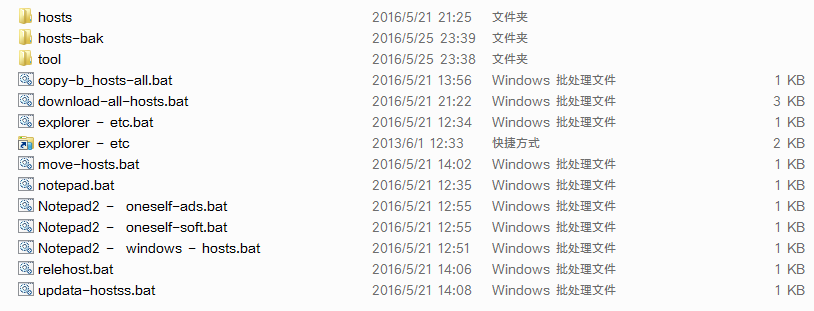 hosts 2016/5/21 21:25 文件夹
hosts-bak 2016/5/25 23:39 文件夹
tool 2016/5/25 23:38 文件夹
copy-b_hosts-all.bat 2016/5/21 13:56 Windows 批处理文件 1 KB
download-all-hosts.bat 2016/5/21 21:22 Windows 批处理文件 3 KB
explorer - etc.bat 2016/5/21 12:34 Windows 批处理文件 1 KB
explorer - etc 2013/6/1 12:33 快捷方式 2 KB
move-hosts.bat 2016/5/21 14:02 Windows 批处理文件 1 KB
notepad.bat 2016/5/21 12:35 Windows 批处理文件 1 KB
Notepad2 - oneself-ads.bat 2016/5/21 12:55 Windows 批处理文件 1 KB
Notepad2 - oneself-soft.bat 2016/5/21 12:55 Windows 批处理文件 1 KB
Notepad2 - windows - hosts.bat 2016/5/21 12:51 Windows 批处理文件 1 KB
relehost.bat 2016/5/21 14:06 Windows 批处理文件 1 KB
updata-hostss.bat 2016/5/21 14:08 Windows 批处理文件 1 KB